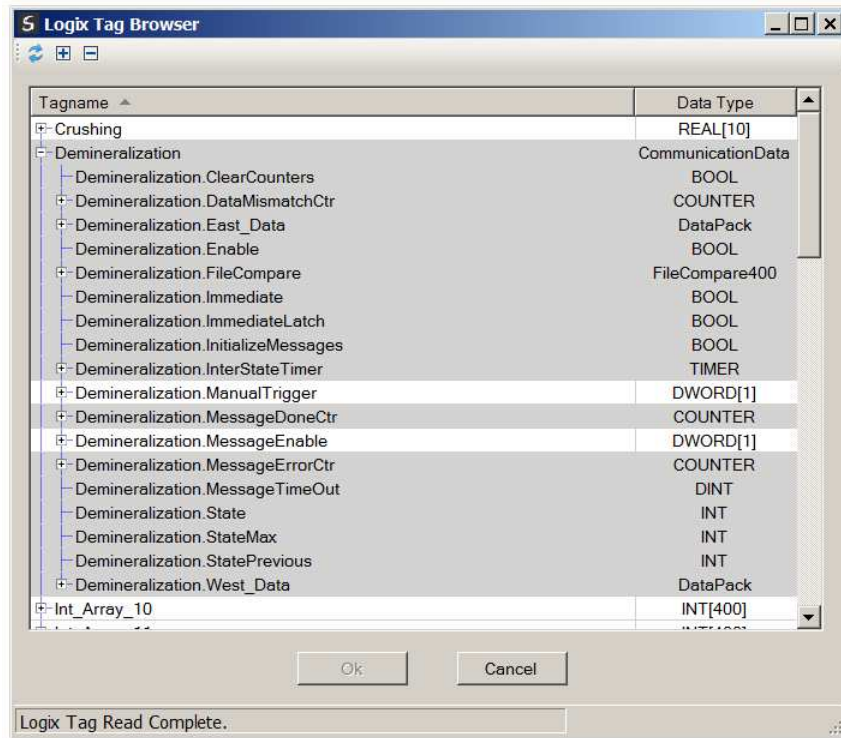 Logix Tag Browser
Tagname Data Type
Crushing REAL[10]
Demineralization CommunicationData
Demineralization.ClearCounters BOOL
Demineralization.DataMismatchCtr COUNTER
Demineralization.East_Data DataPack
Demineralization.Enable BOOL
Demineralization.FileCompare FileCompare400
Demineralization.Immediate BOOL
Demineralization.ImmediateLatch BOOL
Demineralization.InitializeMessages BOOL
Demineralization.InterStateTimer TIMER
Demineralization.ManualTrigger DWORD[1]
Demineralization.MessageDoneCtr COUNTER
Demineralization.MessageEnable DWORD[1]
Demineralization.MessageErrorCtr COUNTER
Demineralization.MessageTimeOut DINT
Demineralization.State INT
Demineralization.StateMax INT
Demineralization.StatePrevious INT
Demineralization.West_Data DataPack
Int_Array_10 INT[400]
Ok Cancel
Logix Tag Read Complete.